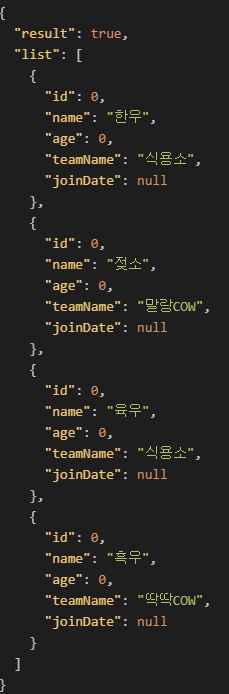 {
"result": true,
"list": [
{
"id": 0,
"name": "한우",
"age": 0,
"teamName": "식용소",
"joinDate": null
},
{
"id": 0,
"name": "젖소",
"age": 0,
"teamName": "말랑COW",
"joinDate": null
},
{
"id": 0,
"name": "육우",
"age": 0,
"teamName": "식용소",
"joinDate": null
},
{
"id": 0,
"name": "흑우",
"age": 0,
"teamName": "딱딱COW",
"joinDate": null
}
]
}